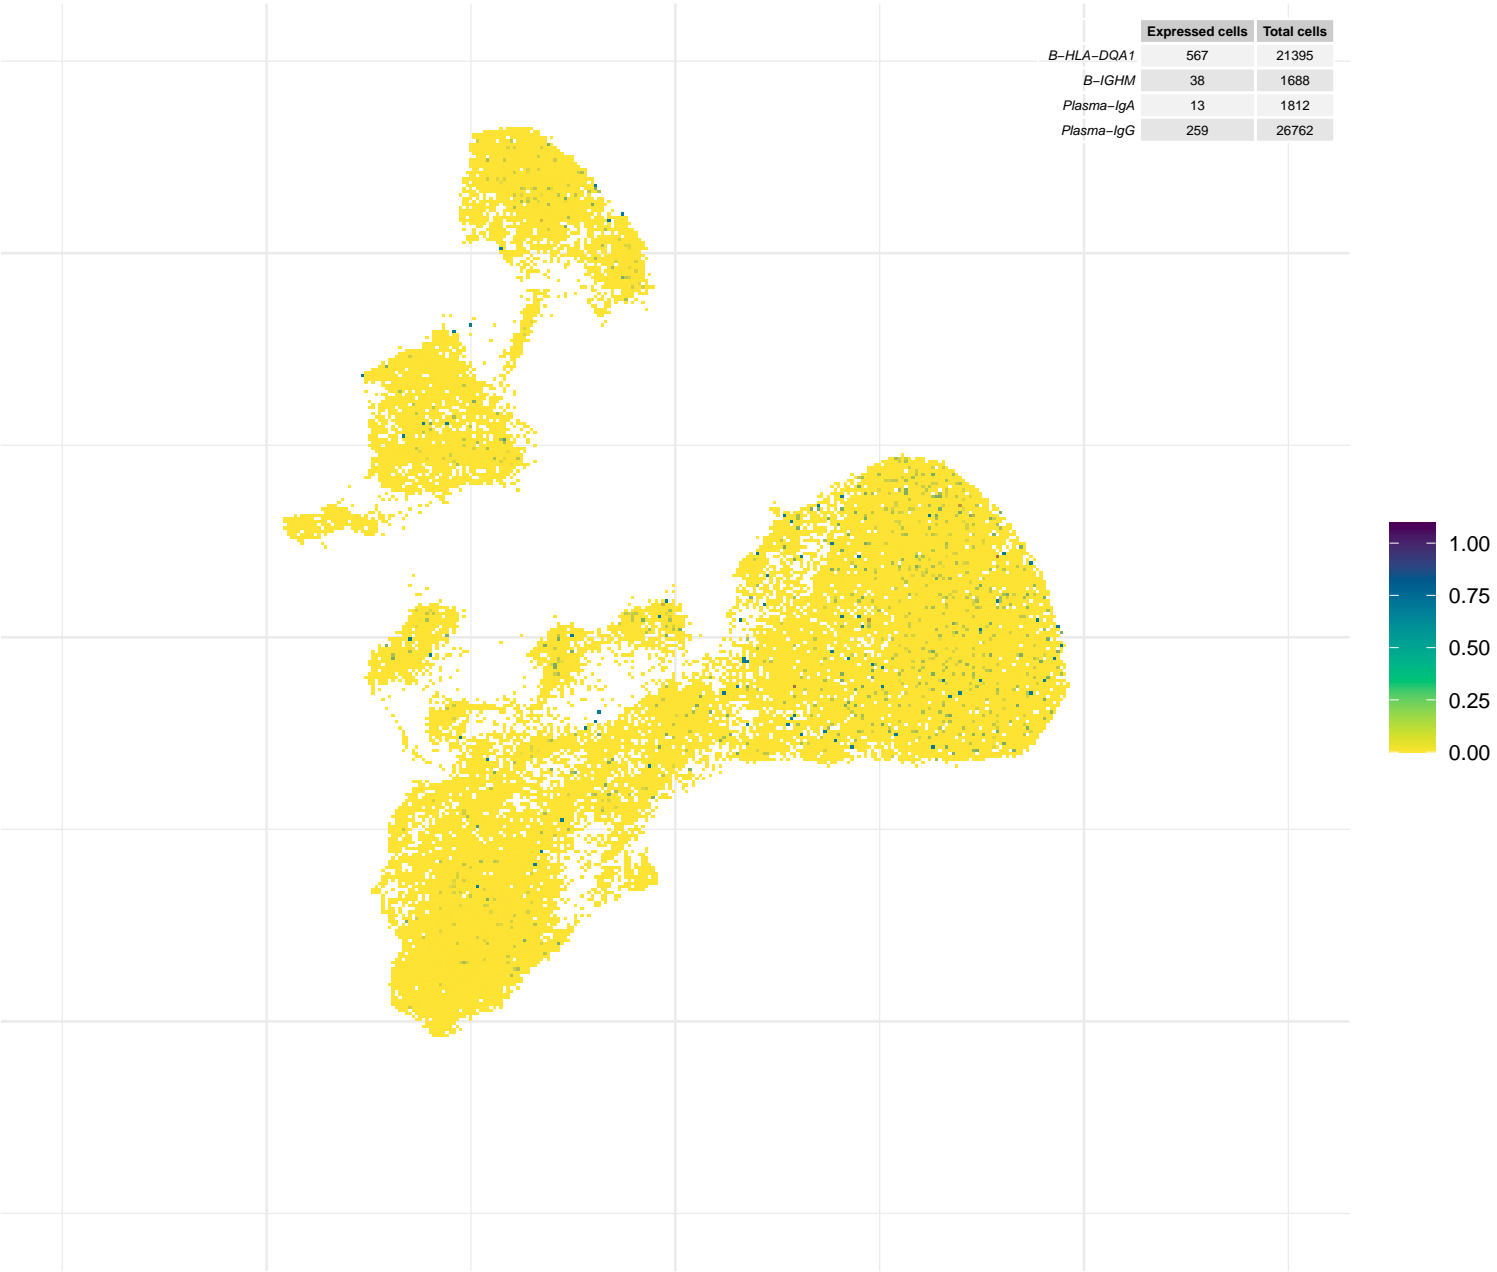 Expressed cells Total cells
B−HLA−DQA1 567 21395
B−IGHM 38 1688
Plasma−IgA 13 1812
Plasma−IgG 259 26762
1.00
0.75
0.50
0.25
0.00